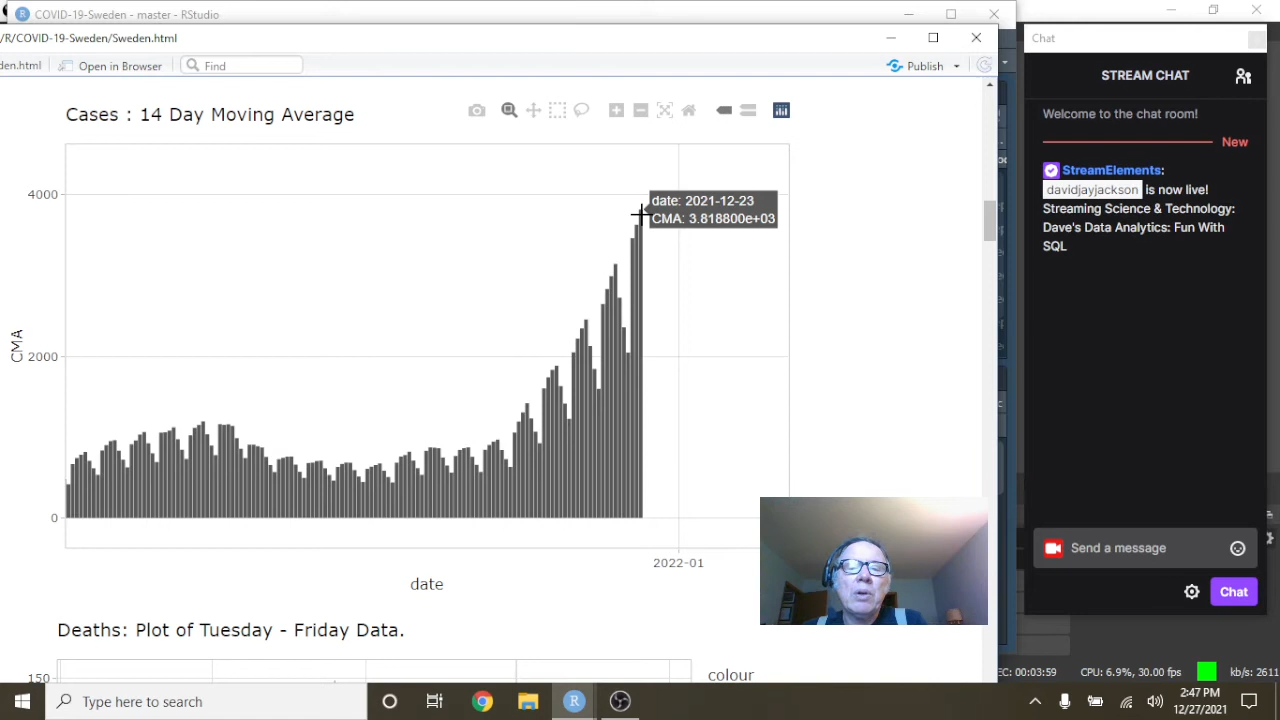 COVID-19-Sweden - master - RStudio
/R/COVID-19-Sweden/Sweden.html
den.html
Open in Browser
Find
Publish
Cases : 14 Day Moving Average
4000
2000
0
CMA
date: 2021-12-23
CMA: 3.818800e+03
2022-01
date
Deaths: Plot of Tuesday - Friday Data.
150
colour
Chat
STREAM CHAT
Welcome to the chat room!
New
StreamElements:
davidjayjackson is now live!
Streaming Science & Technology:
Dave's Data Analytics: Fun With
SQL
Send a message
Chat
EC: 00:03:59
CPU: 6.9%, 30.00 fps
kb/s: 2611
Type here to search
2:47 PM
12/27/2021